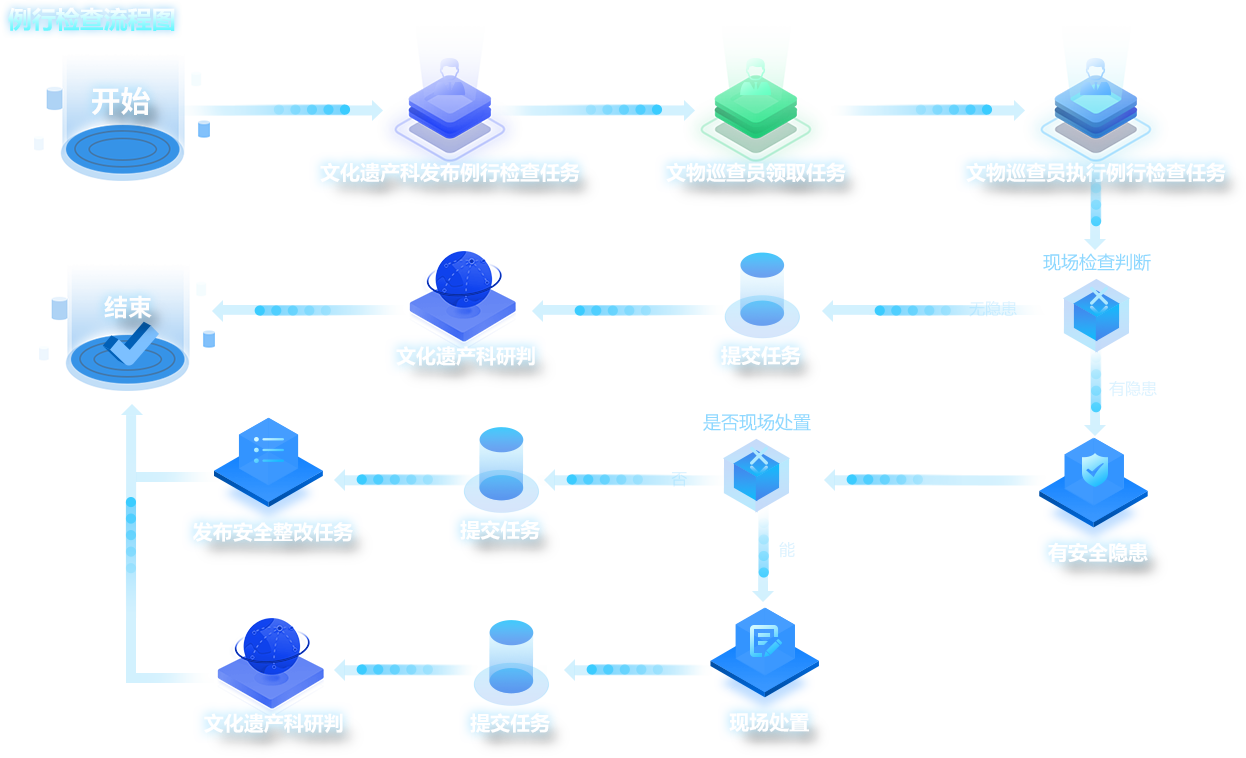 例行检查流程图
开始
文化遗产科发布例行检查任务
文物巡查员领取任务
文物巡查员执行例行检查任务
现场检查判断
无隐患
结束
文化遗产科研判
提交任务
有隐患
是否现场处置
否
发布安全整改任务
提交任务
有安全隐患
能
文化遗产科研判
提交任务
现场处置